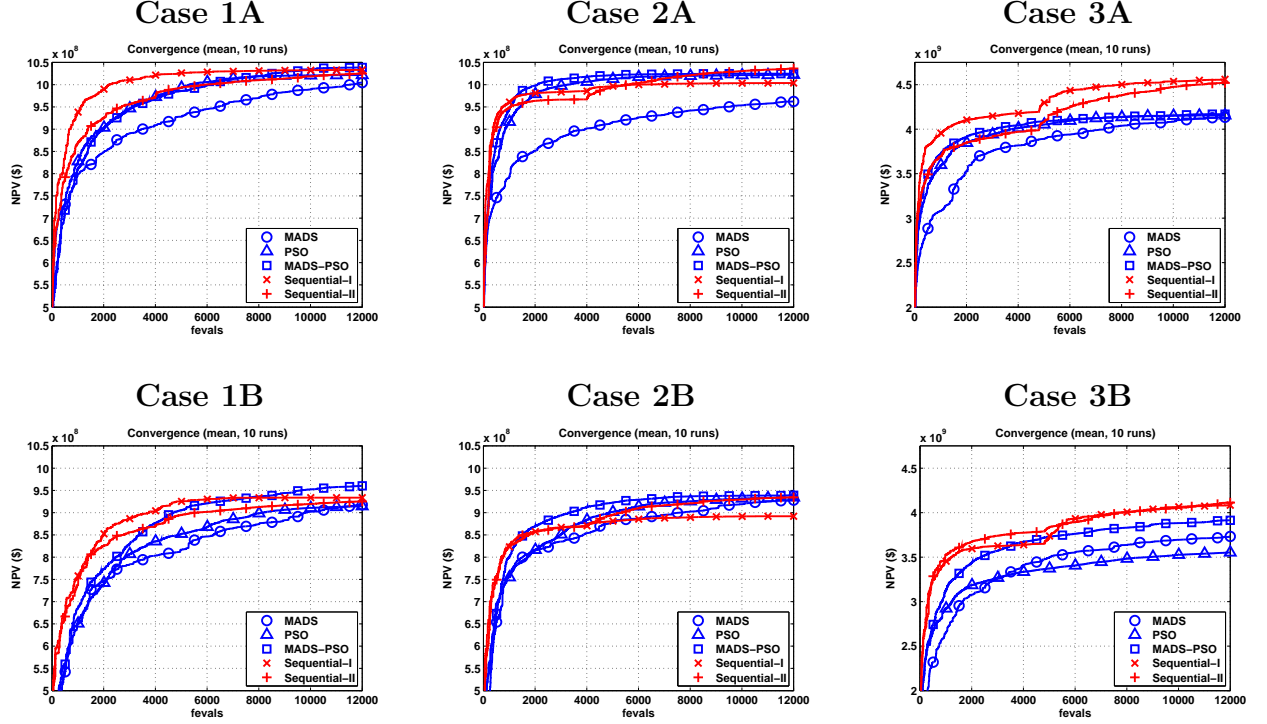 Case 1A
Case 2A
Case 3A
Convergence (mean, 10 runs)
x 10^8
NPV ($)
10.5
10
9.5
9
8.5
8
7.5
7
6.5
6
5.5
5
0 2000 4000 6000 8000 10000 12000
fevals
MADS
PSO
MADS-PSO
Sequential-I
Sequential-II
Convergence (mean, 10 runs)
x 10^8
NPV ($)
10.5
10
9.5
9
8.5
8
7.5
7
6.5
6
5.5
5
0 2000 4000 6000 8000 10000 12000
fevals
MADS
PSO
MADS-PSO
Sequential-I
Sequential-II
Convergence (mean, 10 runs)
x 10^9
NPV ($)
4.5
4
3.5
3
2.5
2
0 2000 4000 6000 8000 10000 12000
fevals
MADS
PSO
MADS-PSO
Sequential-I
Sequential-II
Case 1B
Case 2B
Case 3B
Convergence (mean, 10 runs)
x 10^8
NPV ($)
10.5
10
9.5
9
8.5
8
7.5
7
6.5
6
5.5
5
0 2000 4000 6000 8000 10000 12000
fevals
MADS
PSO
MADS-PSO
Sequential-I
Sequential-II
Convergence (mean, 10 runs)
x 10^8
NPV ($)
10.5
10
9.5
9
8.5
8
7.5
7
6.5
6
5.5
5
0 2000 4000 6000 8000 10000 12000
fevals
MADS
PSO
MADS-PSO
Sequential-I
Sequential-II
Convergence (mean, 10 runs)
x 10^9
NPV ($)
4.5
4
3.5
3
2.5
2
0 2000 4000 6000 8000 10000 12000
fevals
MADS
PSO
MADS-PSO
Sequential-I
Sequential-II